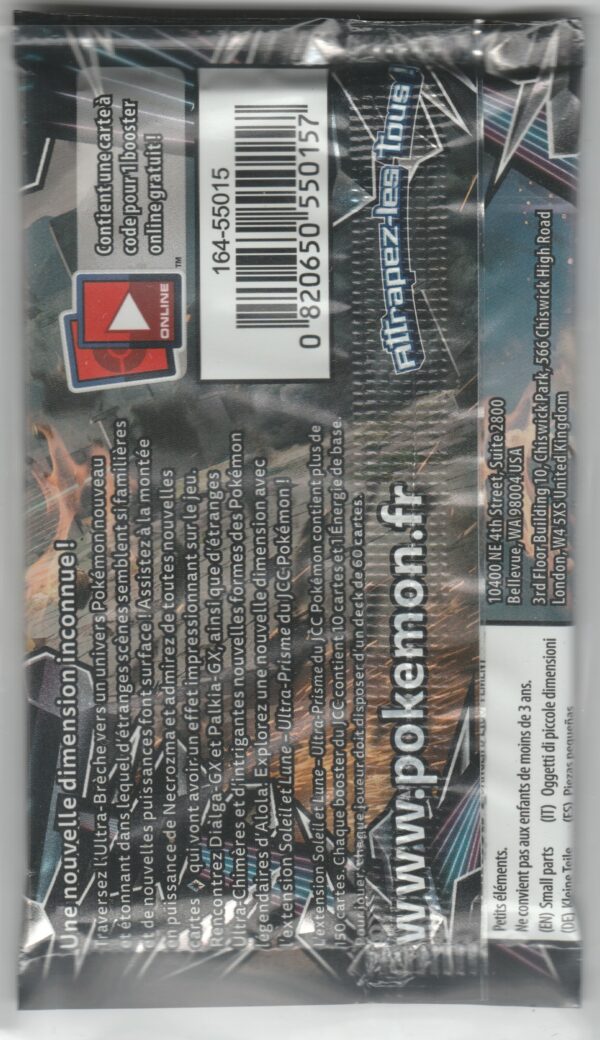 Une nouvelle dimension inconnue !
Traversez l'Ultra-Brèche vers un univers Pokémon nouveau
et étonnant dans lequel d'étranges scènes semblent si familières
et de nouvelles puissances font surface ! Assistez à la montée
en puissance de Necrozma et admirez de toutes nouvelles
cartes qui vont avoir un effet impressionnant sur le jeu.
Rencontrez Dialga-GX et Palkia-GX, ainsi que d'étranges
Ultra-Chimères et d'intrigantes nouvelles formes des Pokémon
légendaires d'Alola! Explorez une nouvelle dimension avec
l'extension Soleil et Lune - Ultra-Prisme du JCC Pokémon !
L'extension Soleil et Lune - Ultra-Prisme du JCC Pokémon contient plus de
150 cartes. Chaque booster du JCC contient 10 cartes et 1 Énergie de base.
Pour jouer, chaque joueur doit disposer d'un deck de 60 cartes.
www.pokemon.fr
ONLINE
TM
Contient une carte à
code pour 1 booster
online gratuit !
164-55015
0 820650 550157
Attrapez-les tous !
Petits éléments.
Ne convient pas aux enfants de moins de 3 ans.
(EN) Small parts (IT) Oggetti di piccole dimensioni
(DE) Kleine Teile (ES) Piezas pequeñas
10400 NE 4th Street, Suite 2800
Bellevue, WA 98004, USA
3rd Floor Building 10, Chiswick Park, 566 Chiswick High Road
London, W4 5XS United Kingdom